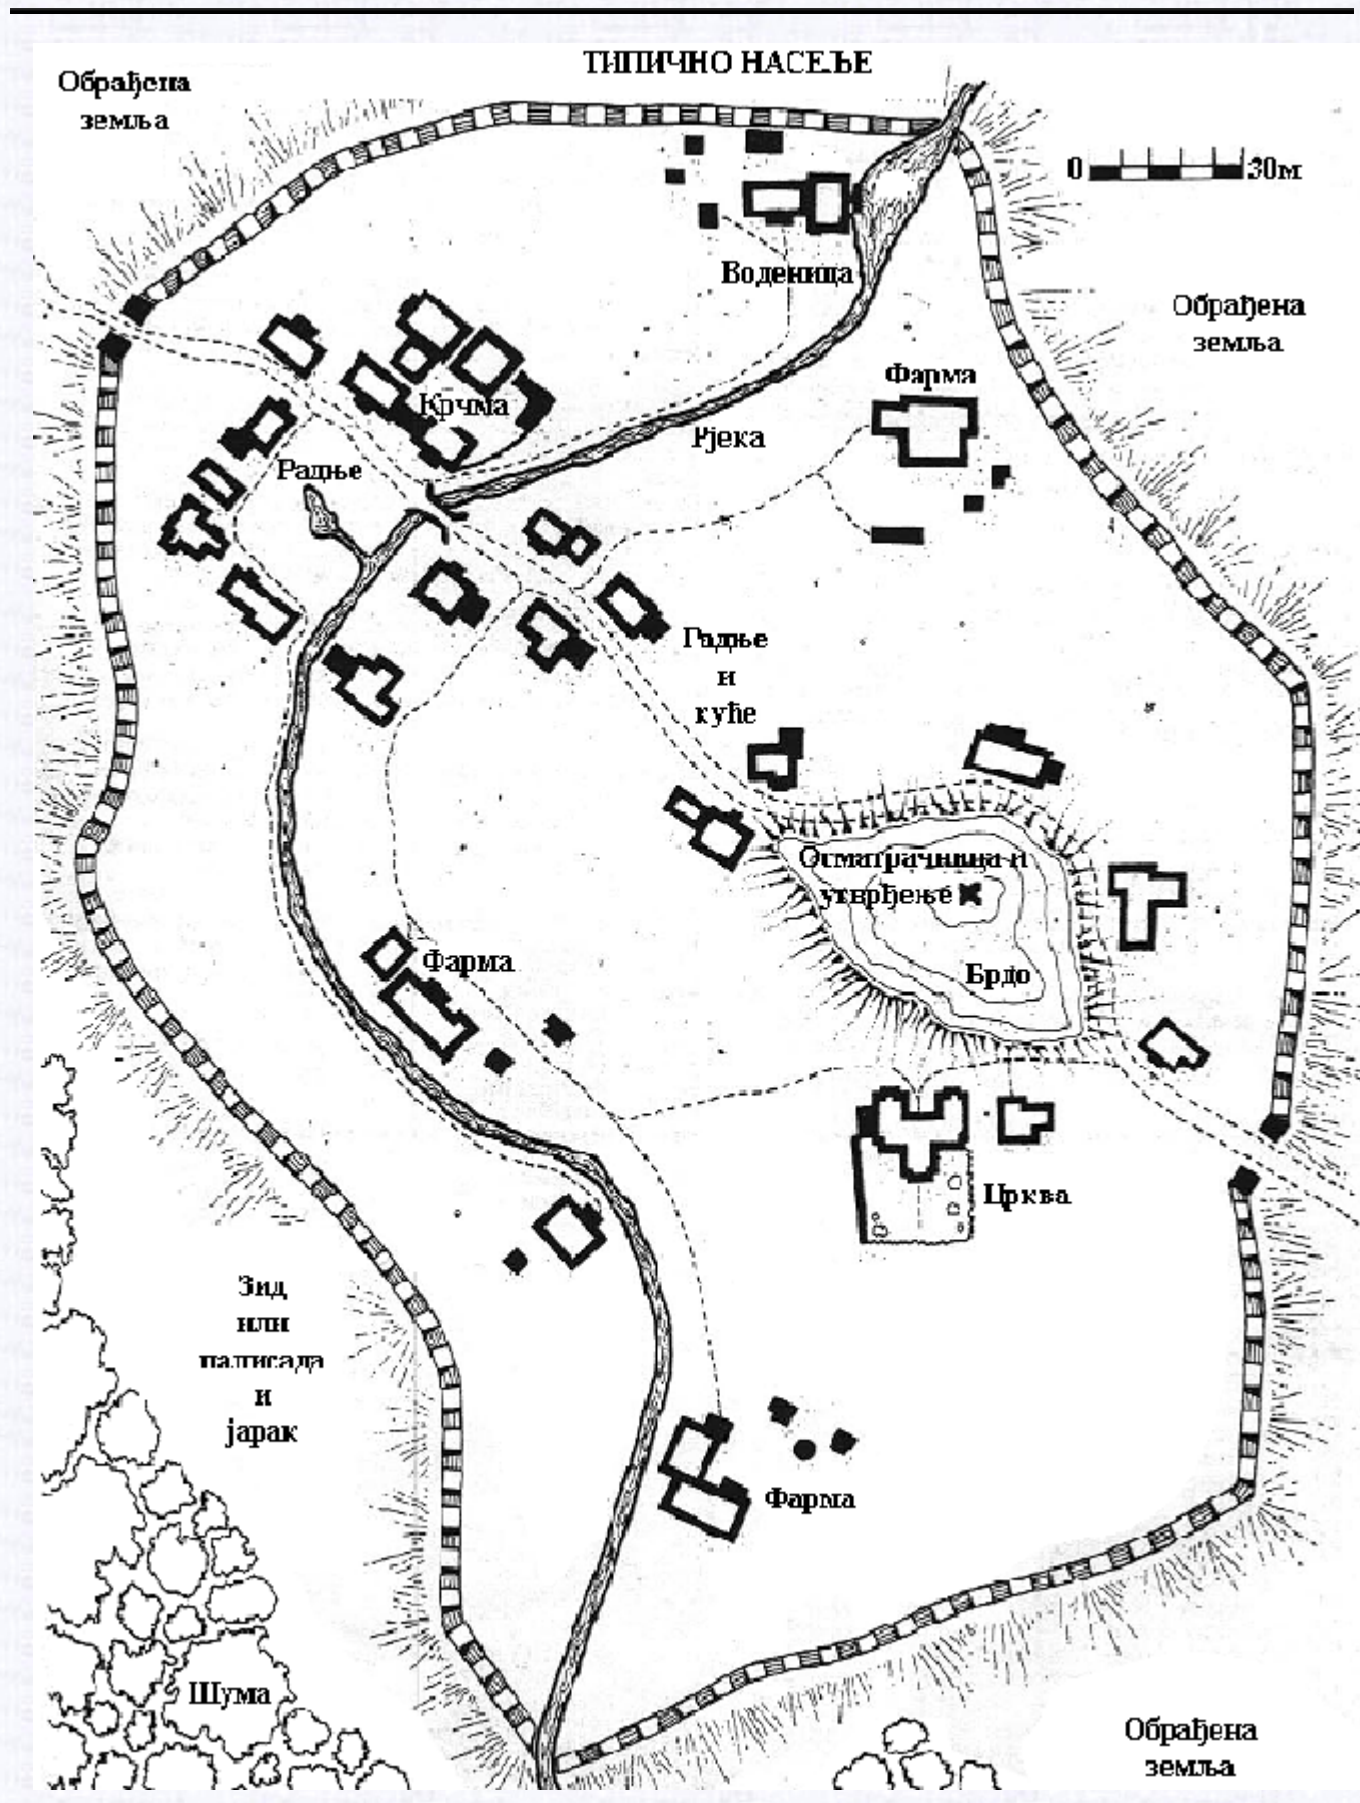 ТИПИЧНО НАСЕЉЕ
Обрађена
земља
0 30м
Воденица
Обрађена
земља
Фарма
Крчма
Ријека
Радње
Радње
и
куће
Осматрачница и
утврђење
Брдо
Фарма
Црква
Зид
или
палисада
и
јарак
Фарма
Шума
Обрађена
земља